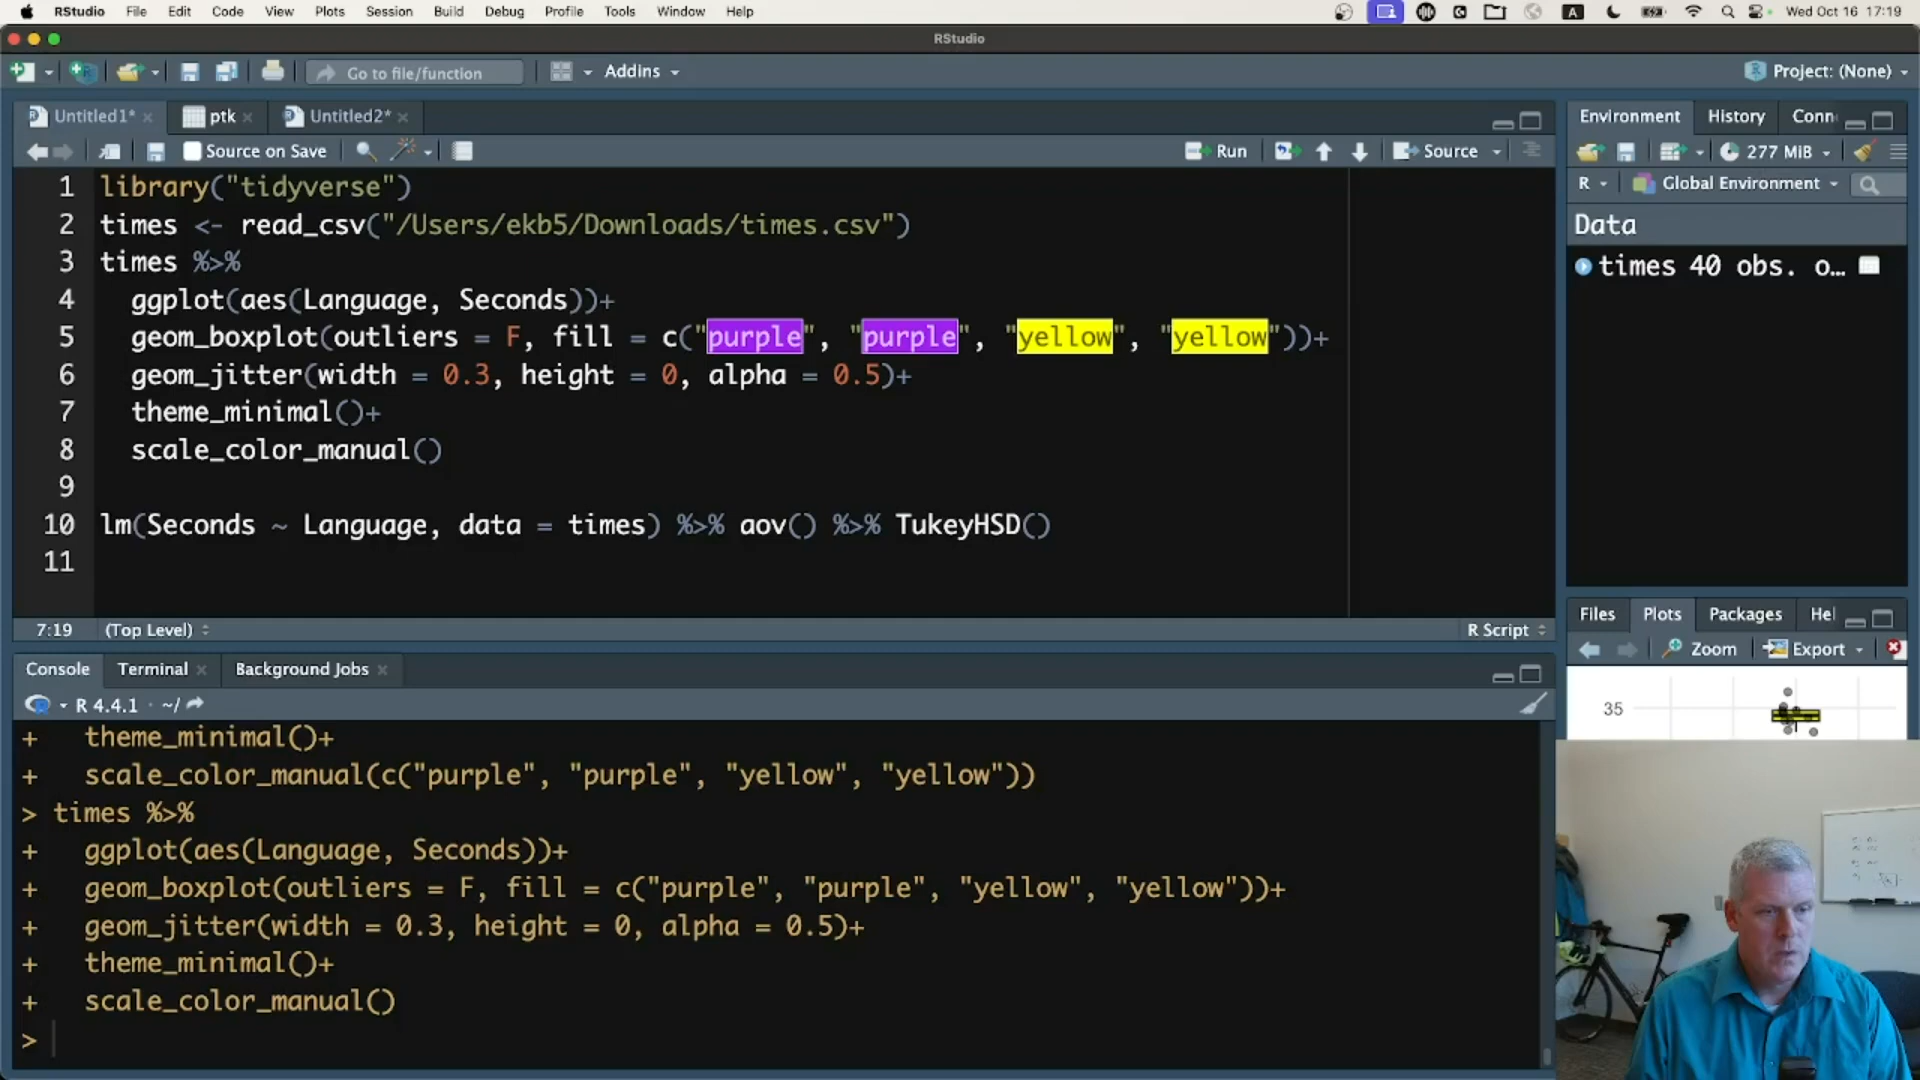 RStudio File Edit Code View Plots Session Build Debug Profile Tools Window Help A Wed Oct 16 17:19
RStudio
Go to file/function Addins Project: (None)
Untitled1* ptk Untitled2*
Source on Save Run Source
1 library("tidyverse")
2 times <- read_csv("/Users/ekb5/Downloads/times.csv")
3 times %>%
4 ggplot(aes(Language, Seconds))+
5 geom_boxplot(outliers = F, fill = c("purple", "purple", "yellow", "yellow"))+
6 geom_jitter(width = 0.3, height = 0, alpha = 0.5)+
7 theme_minimal()+
8 scale_color_manual()
9
10 lm(Seconds ~ Language, data = times) %>% aov() %>% TukeyHSD()
11
7:19 (Top Level) R Script
Console Terminal Background Jobs
R 4.4.1 · ~/
+ theme_minimal()+
+ scale_color_manual(c("purple", "purple", "yellow", "yellow"))
> times %>%
+ ggplot(aes(Language, Seconds))+
+ geom_boxplot(outliers = F, fill = c("purple", "purple", "yellow", "yellow"))+
+ geom_jitter(width = 0.3, height = 0, alpha = 0.5)+
+ theme_minimal()+
+ scale_color_manual()
>
Environment History Conn
277 MiB
R Global Environment
Data
times 40 obs. o…
Files Plots Packages Hel
Zoom Export
35